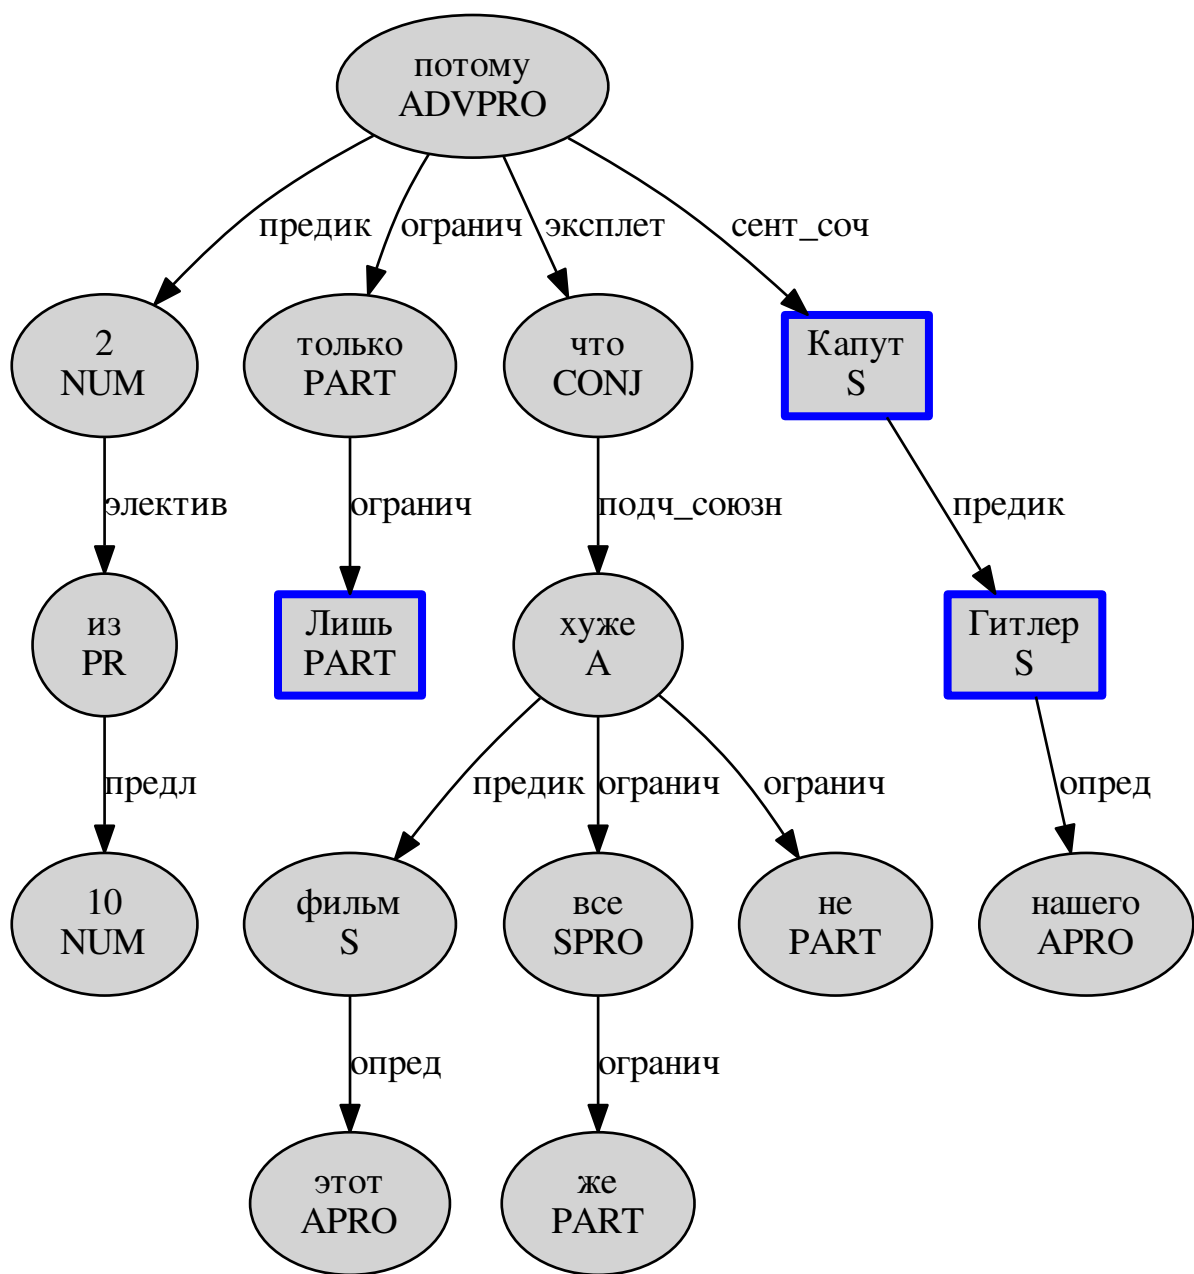 потому
ADVPRO
предик
огранич
эксплет
сент_соч
2
NUM
только
PART
что
CONJ
Капут
S
электив
огранич
подч_союзн
предик
из
PR
Лишь
PART
хуже
A
Гитлер
S
предл
предик
огранич
огранич
опред
10
NUM
фильм
S
все
SPRO
не
PART
нашего
APRO
опред
огранич
этот
APRO
же
PART